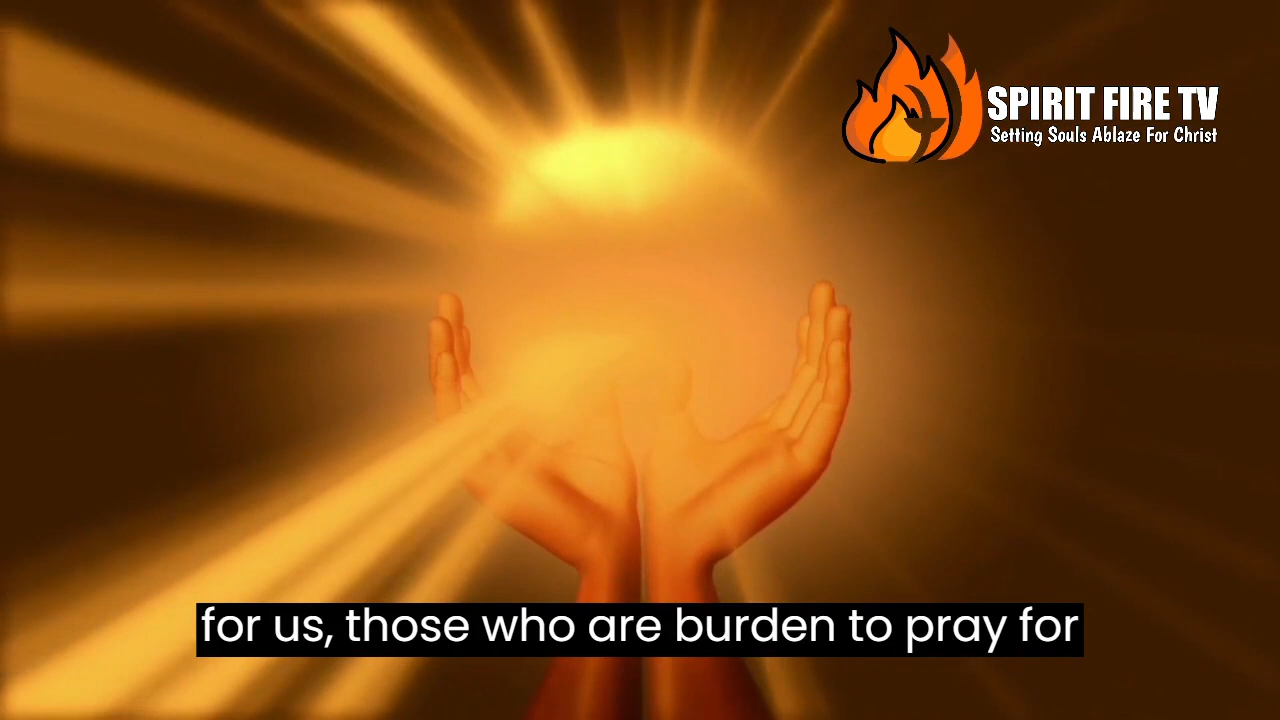 SPIRIT FIRE TV
Setting Souls Ablaze For Christ
for us, those who are burden to pray for